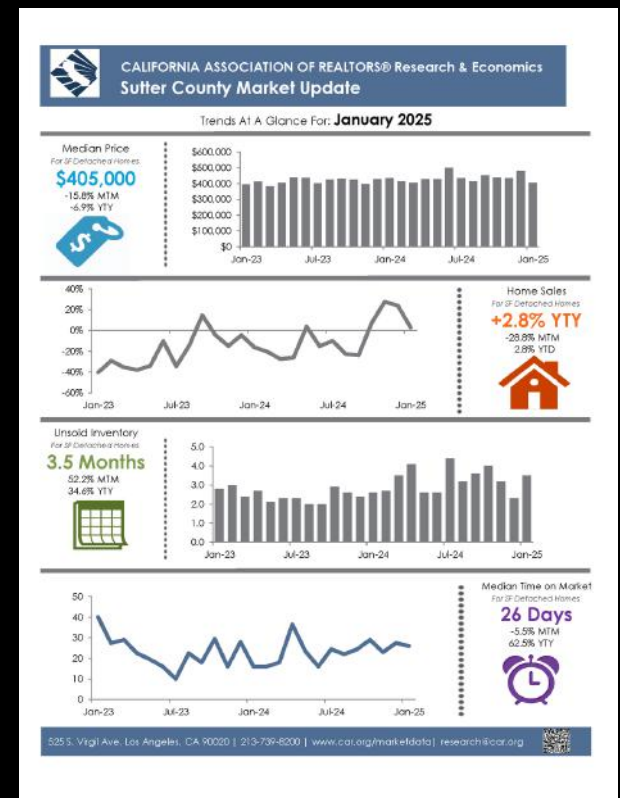 CALIFORNIA ASSOCIATION OF REALTORS® Research & Economics
Sutter County Market Update
Trends At A Glance For: January 2025
Median Price
For SF Detached Homes
$405,000
-15.8% MTM
-6.9% YTY
$600,000
$500,000
$400,000
$300,000
$200,000
$100,000
$0
Jan-23 Jul-23 Jan-24 Jul-24 Jan-25
40%
20%
0%
-20%
-40%
-60%
Jan-23 Jul-23 Jan-24 Jul-24 Jan-25
Home Sales
For SF Detached Homes
+2.8% YTY
-28.8% MTM
2.8% YTD
Unsold Inventory
For SF Detached Homes
3.5 Months
52.2% MTM
34.6% YTY
5.0
4.0
3.0
2.0
1.0
0.0
Jan-23 Jul-23 Jan-24 Jul-24 Jan-25
50
40
30
20
10
0
Jan-23 Jul-23 Jan-24 Jul-24 Jan-25
Median Time on Market
For SF Detached Homes
26 Days
-5.5% MTM
62.5% YTY
525 S. Virgil Ave. Los Angeles, CA 90020 | 213-739-8200 | www.car.org/marketdata| research@car.org